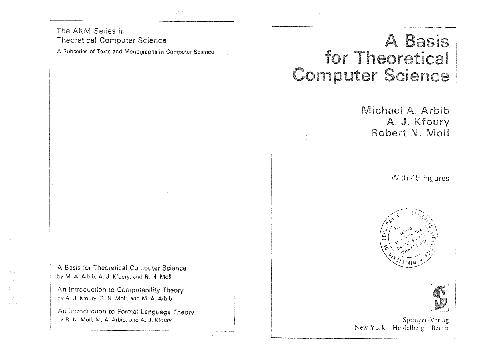 The AKM Series in
Theoretical Computer Science
A Subseries of Texts and Monographs in Computer Science
A Basis for Theoretical Computer Science
by M. A. Arbib, A. J. Kfoury, and R. N. Moll
An Introduction to Computability Theory
by A. J. Kfoury, R. N. Moll, and M. A. Arbib
An Introduction to Formal Language Theory
by R. N. Moll, M. A. Arbib, and A. J. Kfoury
A Basis
for Theoretical
Computer Science
Michael A. Arbib
A. J. Kfoury
Robert N. Moll
With Figures
Springer-Verlag
New York Heidelberg Berlin